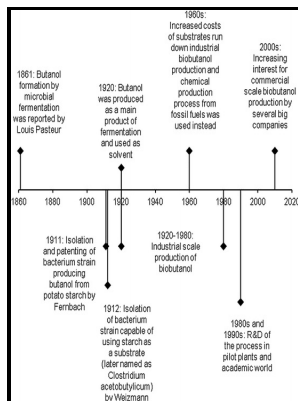 1960s:
Increased costs
of substrates run
down industrial
biobutanol
production and
chemical
production
process from
fossil fuels was
used instead
2000s:
Increasing
interest for
commercial
scale biobutanol
production by
several big
companies
1861: Butanol
formation by
microbial
fermentation
was reported by
Louis Pasteur
1920: Butanol
was produced
as a main
product of
fermentation
and used as
solvent
1860 1880 1900 1920 1940 1960 1980 2000 2020
1911: Isolation
and patenting of
bacterium strain
producing
butanol from
potato starch by
Fernbach
1920-1980:
Industrial scale
production of
biobutanol
1912: Isolation
of bacterium
strain capable of
using starch as
a substrate
(later named as
Clostridium
acetobutylicum)
by Weizmann
1980s and
1990s: R&D of
the process in
pilot plants and
academic world